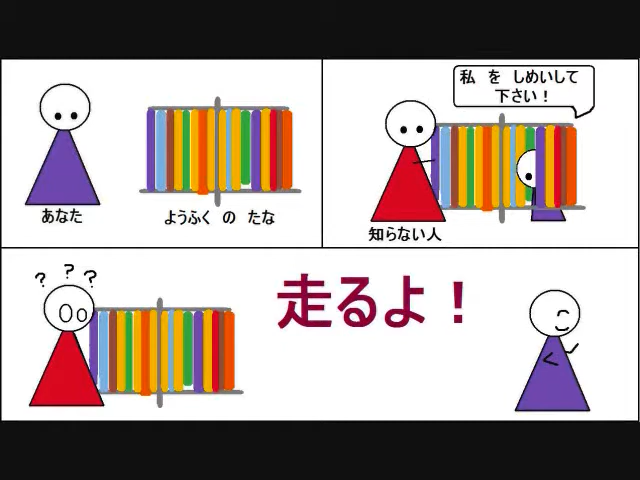 あなた
ようふく の たな
私 を しめいして
下さい！
知らない人
? ? ?
走るよ！